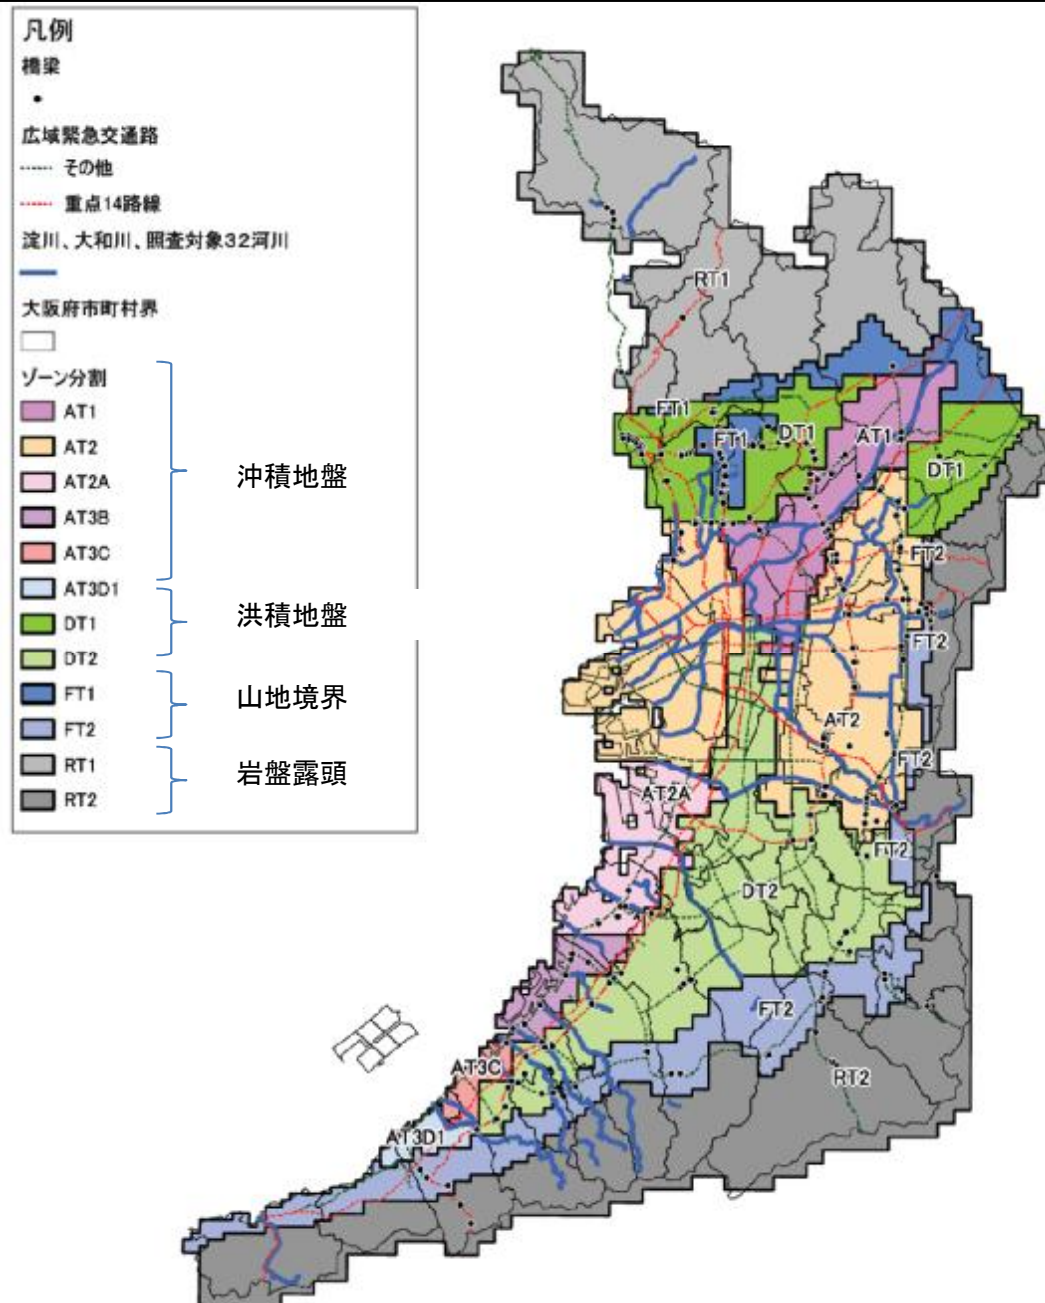 凡例
橋梁
広域緊急交通路
その他
重点14路線
淀川、大和川、照査対象32河川
大阪府市町村界
ゾーン分割
AT1
AT2
AT2A
AT3B
AT3C
AT3D1
DT1
DT2
FT1
FT2
RT1
RT2
沖積地盤
洪積地盤
山地境界
岩盤露頭
RT1
FT1
FT1
DT1
AT1
DT1
FT2
FT2
AT2
FT2
AT2A
FT2
DT2
FT2
RT2
AT3C
AT3D1